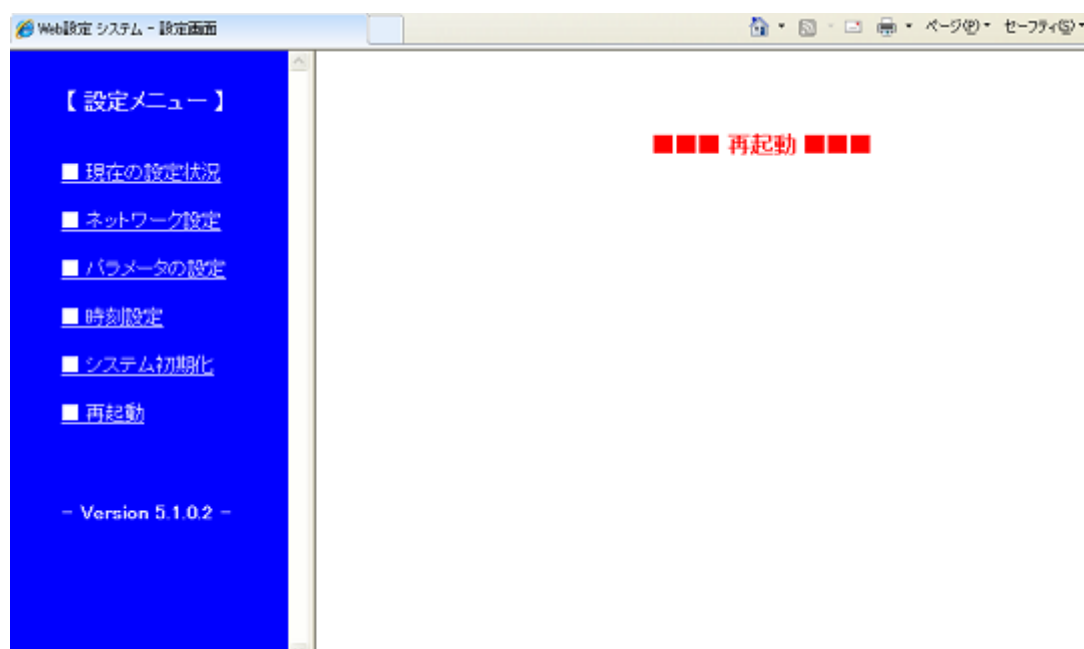 Web設定 システム - 設定画面
ページ(P) セーフティ(S)
【 設定メニュー 】
■■■ 再起動 ■■■
■ 現在の設定状況
■ ネットワーク設定
■ パラメータの設定
■ 時刻設定
■ システム初期化
■ 再起動
- Version 5.1.0.2 -